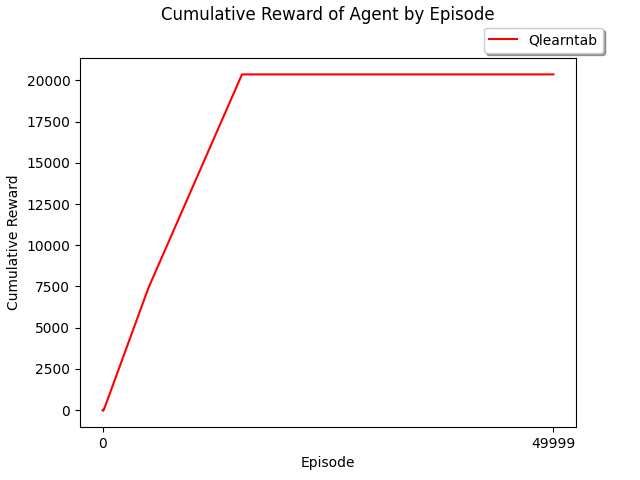 Cumulative Reward of Agent by Episode
Qlearntab
20000
17500
15000
12500
10000
7500
5000
2500
0
Cumulative Reward
0 49999
Episode